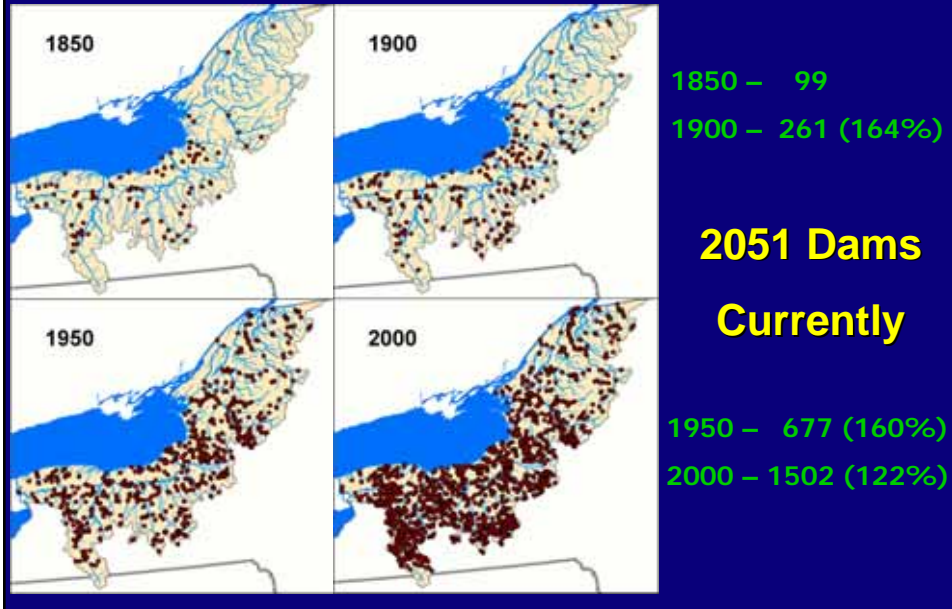 1850
1900
1850 – 99
1900 – 261 (164%)
2051 Dams
Currently
1950
2000
1950 – 677 (160%)
2000 – 1502 (122%)